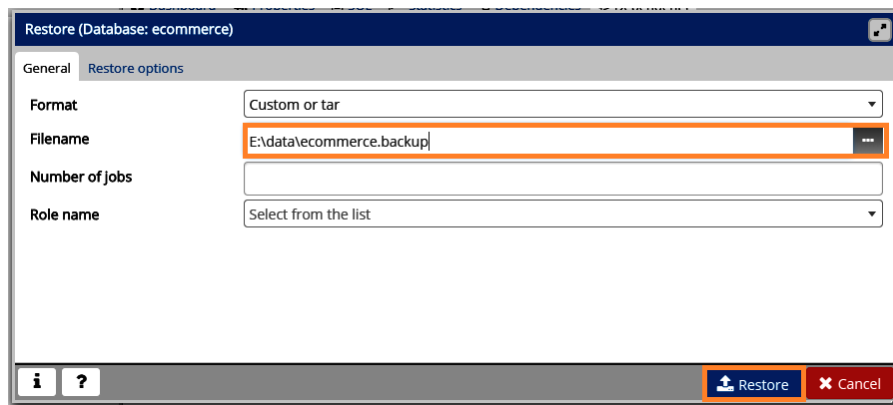 Restore (Database: ecommerce)
General Restore options
Format Custom or tar
Filename E:\data\ecommerce.backup
Number of jobs
Role name Select from the list
i ? Restore Cancel